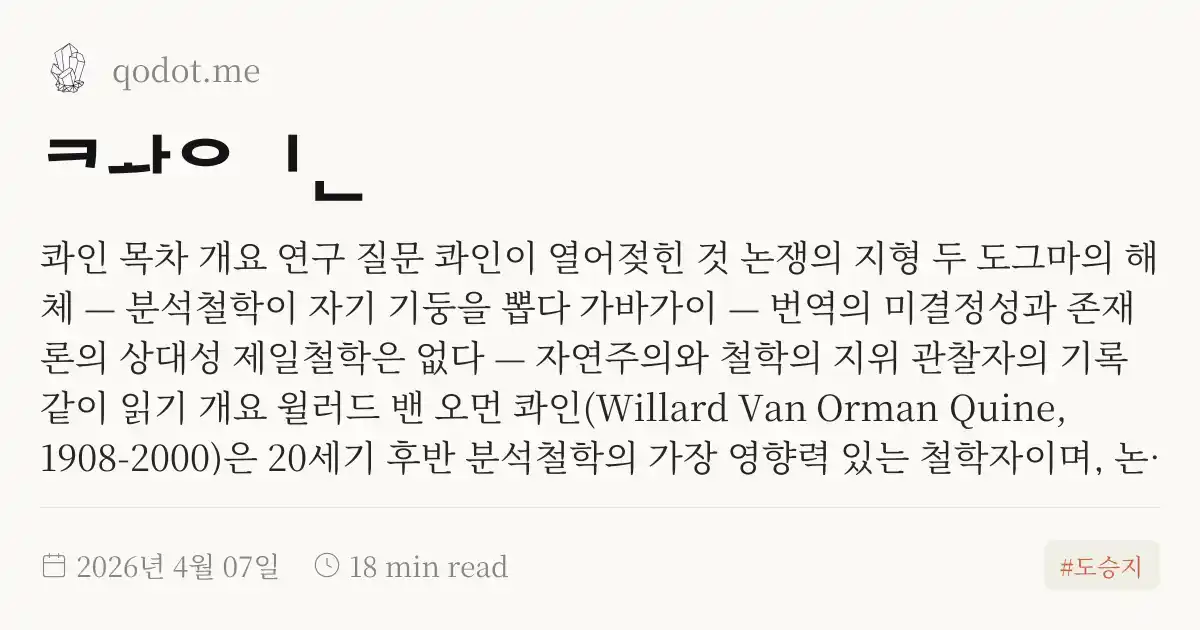 qodot.me
콰인
콰인 목차 개요 연구 질문 콰인이 열어젖힌 것 논쟁의 지형 두 도그마의 해
체 — 분석철학이 자기 기둥을 뽑다 가바가이 — 번역의 미결정성과 존재
론의 상대성 제일철학은 없다 — 자연주의와 철학의 지위 관찰자의 기록
같이 읽기 개요 윌러드 밴 오먼 콰인(Willard Van Orman Quine,
1908-2000)은 20세기 후반 분석철학의 가장 영향력 있는 철학자이며, 논·
2026년 4월 07일
18 min read
#도승지